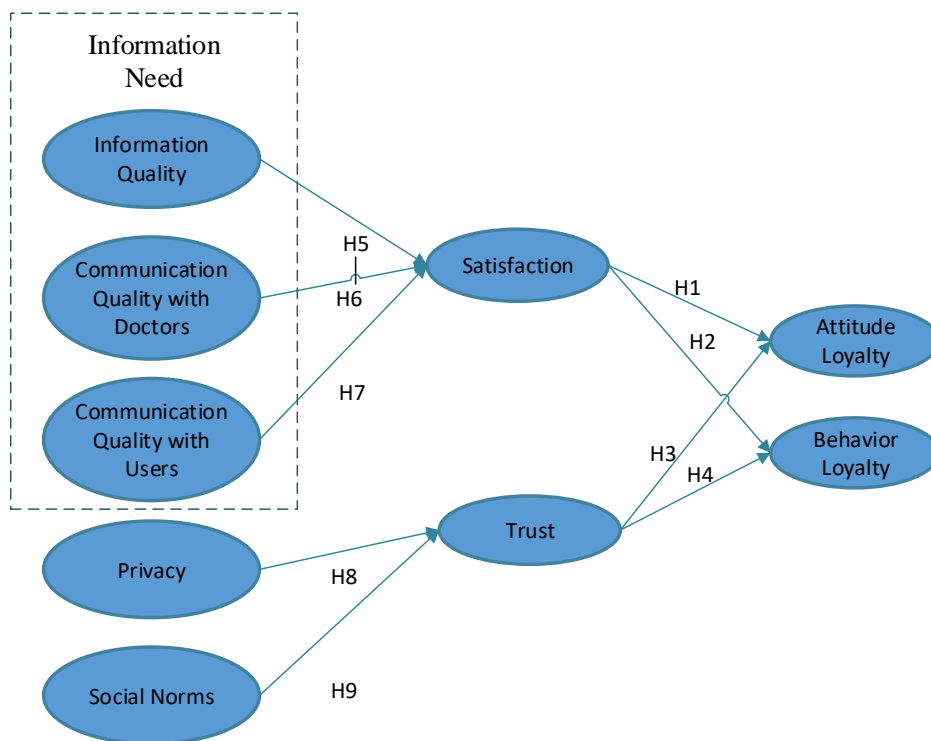 Information
Need
Information
Quality
Communication
Quality with
Doctors
Communication
Quality with
Users
Privacy
Social Norms
H5
H6
H7
H8
H9
Satisfaction
Trust
H1
H2
H3
H4
Attitude
Loyalty
Behavior
Loyalty